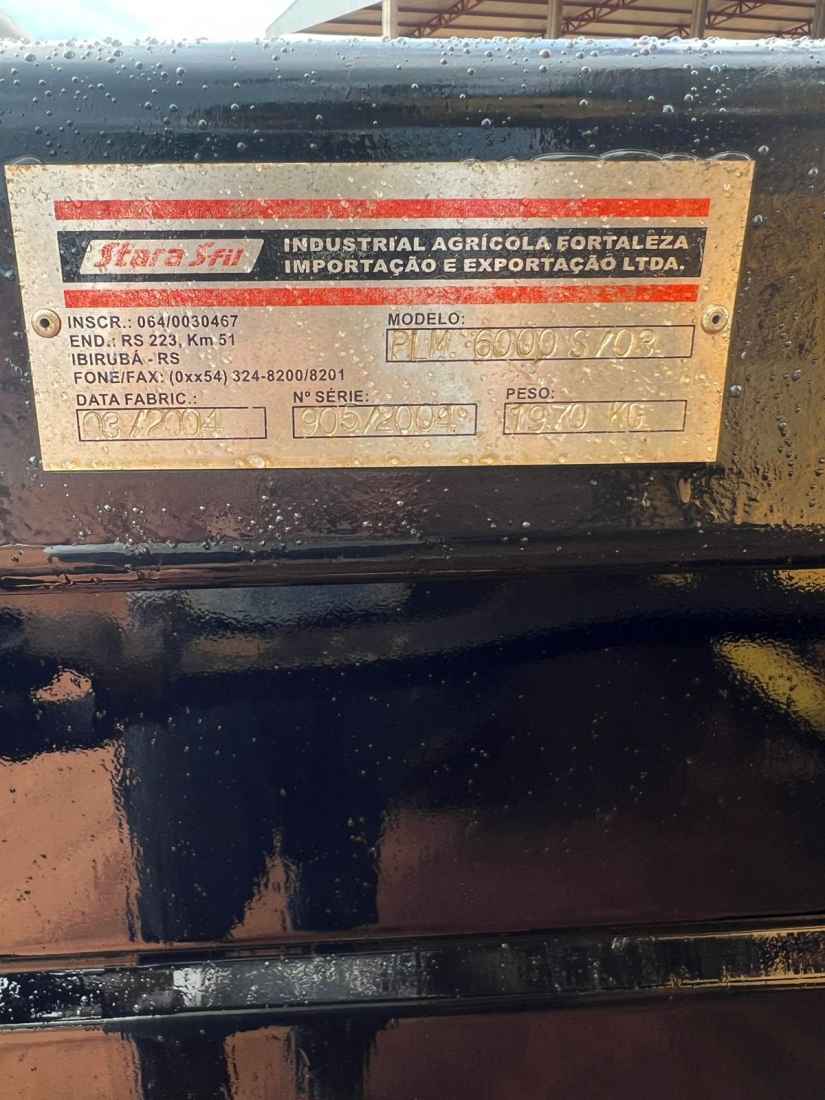 Stara Sfil
INDUSTRIAL AGRÍCOLA FORTALEZA
IMPORTAÇÃO E EXPORTAÇÃO LTDA.
INSCR.: 064/0030467
END.: RS 223, Km 51
IBIRUBÁ - RS
FONE/FAX: (0xx54) 324-8200/8201
MODELO:
PLM. 6000 S/03
DATA FABRIC.:
03/2004
Nº SÉRIE:
905/2004
PESO:
1970 KG